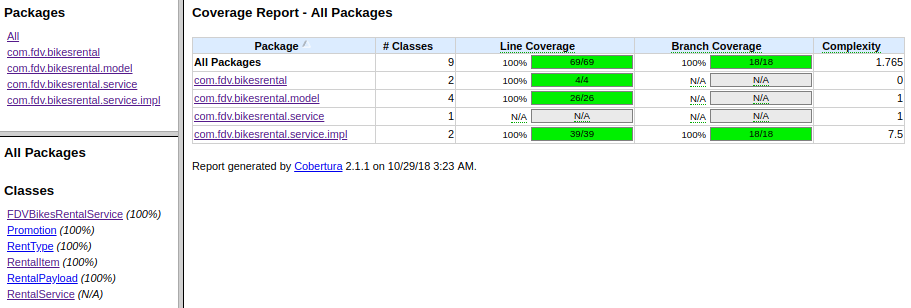 Packages
All
com.fdv.bikesrental
com.fdv.bikesrental.model
com.fdv.bikesrental.service
com.fdv.bikesrental.service.impl
All Packages
Classes
FDVBikesRentalService (100%)
Promotion (100%)
RentType (100%)
RentalItem (100%)
RentalPayload (100%)
RentalService (N/A)
Coverage Report - All Packages
Package # Classes Line Coverage Branch Coverage Complexity
All Packages 9 100% 69/69 100% 18/18 1.765
com.fdv.bikesrental 2 100% 4/4 N/A N/A 0
com.fdv.bikesrental.model 4 100% 26/26 N/A N/A 1
com.fdv.bikesrental.service 1 N/A N/A N/A N/A 1
com.fdv.bikesrental.service.impl 2 100% 39/39 100% 18/18 7.5
Report generated by Cobertura 2.1.1 on 10/29/18 3:23 AM.